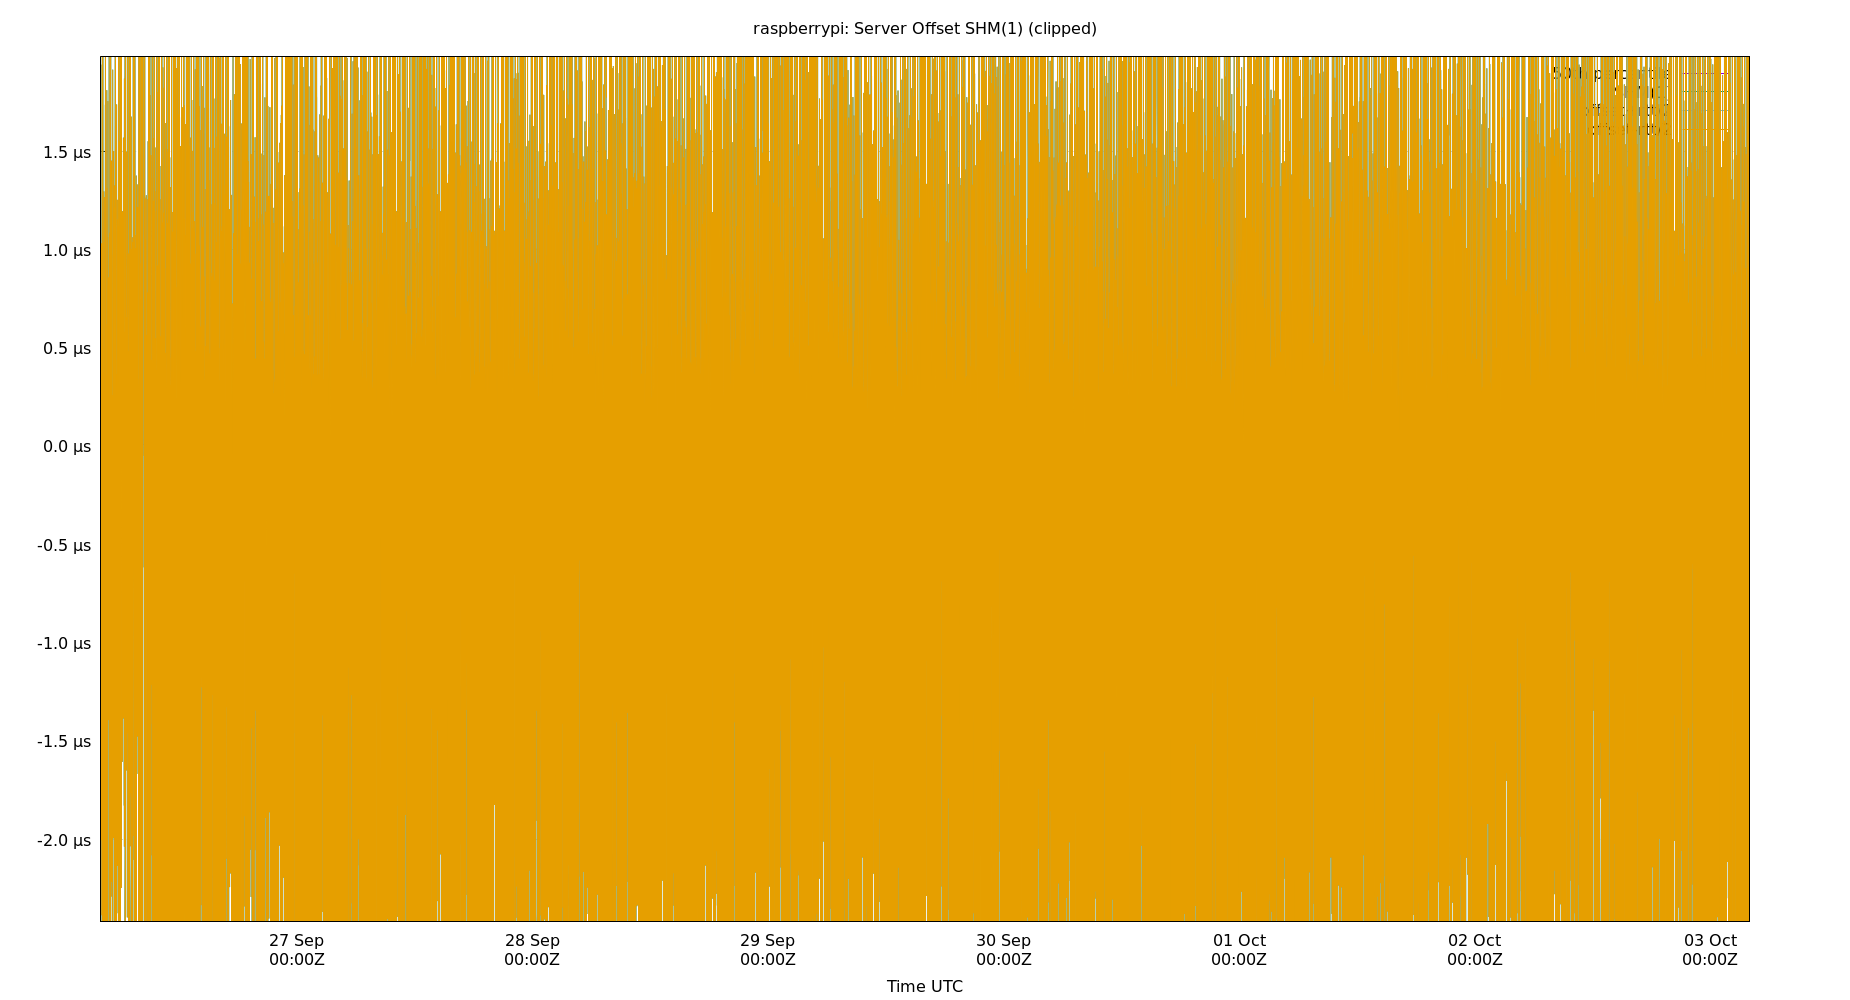 raspberrypi: Server Offset SHM(1) (clipped)
1.5 µs
1.0 µs
0.5 µs
0.0 µs
-0.5 µs
-1.0 µs
-1.5 µs
-2.0 µs
27 Sep 28 Sep 29 Sep 30 Sep 01 Oct 02 Oct 03 Oct
00:00Z 00:00Z 00:00Z 00:00Z 00:00Z 00:00Z 00:00Z
Time UTC